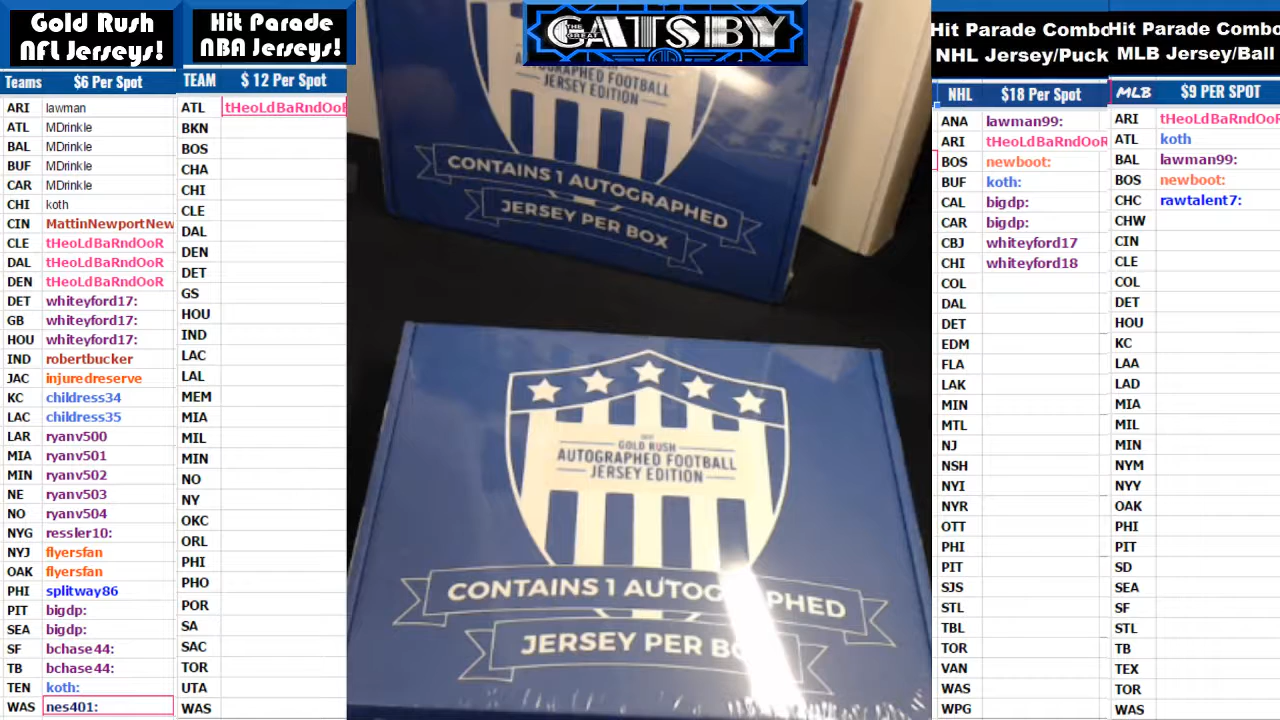 Gold Rush
NFL Jerseys!
Teams $6 Per Spot
ARI lawman
ATL MDrinkle
BAL MDrinkle
BUF MDrinkle
CAR MDrinkle
CHI koth
CIN MattinNewportNew
CLE tHeoLdBaRndOoR
DAL tHeoLdBaRndOoR
DEN tHeoLdBaRndOoR
DET whiteyford17:
GB whiteyford17:
HOU whiteyford17:
IND robertbucker
JAC injuredreserve
KC childress34
LAC childress35
LAR ryanv500
MIA ryanv501
MIN ryanv502
NE ryanv503
NO ryanv504
NYG ressler10:
NYJ flyersfan
OAK flyersfan
PHI splitway86
PIT bigdp:
SEA bigdp:
SF bchase44:
TB bchase44:
TEN koth:
WAS nes401:
Hit Parade
NBA Jerseys!
TEAM $ 12 Per Spot
ATL tHeoLdBaRndOoR
BKN
BOS
CHA
CHI
CLE
DAL
DEN
DET
GS
HOU
IND
LAC
LAL
MEM
MIA
MIL
MIN
NO
NY
OKC
ORL
PHI
PHO
POR
SA
SAC
TOR
UTA
WAS
THE GREAT
GATSBY
AUTOGRAPHED FOOTBALL
JERSEY EDITION
CONTAINS 1 AUTOGRAPHED
JERSEY PER BOX
GOLD RUSH
AUTOGRAPHED FOOTBALL
JERSEY EDITION
CONTAINS 1 AUTOGRAPHED
JERSEY PER BOX
Hit Parade Combo
NHL Jersey/Puck
NHL $18 Per Spot
ANA lawman99:
ARI tHeoLdBaRndOoR
BOS newboot:
BUF koth:
CAL bigdp:
CAR bigdp:
CBJ whiteyford17
CHI whiteyford18
COL
DAL
DET
EDM
FLA
LAK
MIN
MTL
NJ
NSH
NYI
NYR
OTT
PHI
PIT
SJS
STL
TBL
TOR
VAN
WAS
WPG
Hit Parade Combo
MLB Jersey/Ball
MLB $9 PER SPOT
ARI tHeoLdBaRndOoR
ATL koth
BAL lawman99:
BOS newboot:
CHC rawtalent7:
CHW
CIN
CLE
COL
DET
HOU
KC
LAA
LAD
MIA
MIL
MIN
NYM
NYY
OAK
PHI
PIT
SD
SEA
SF
STL
TB
TEX
TOR
WAS